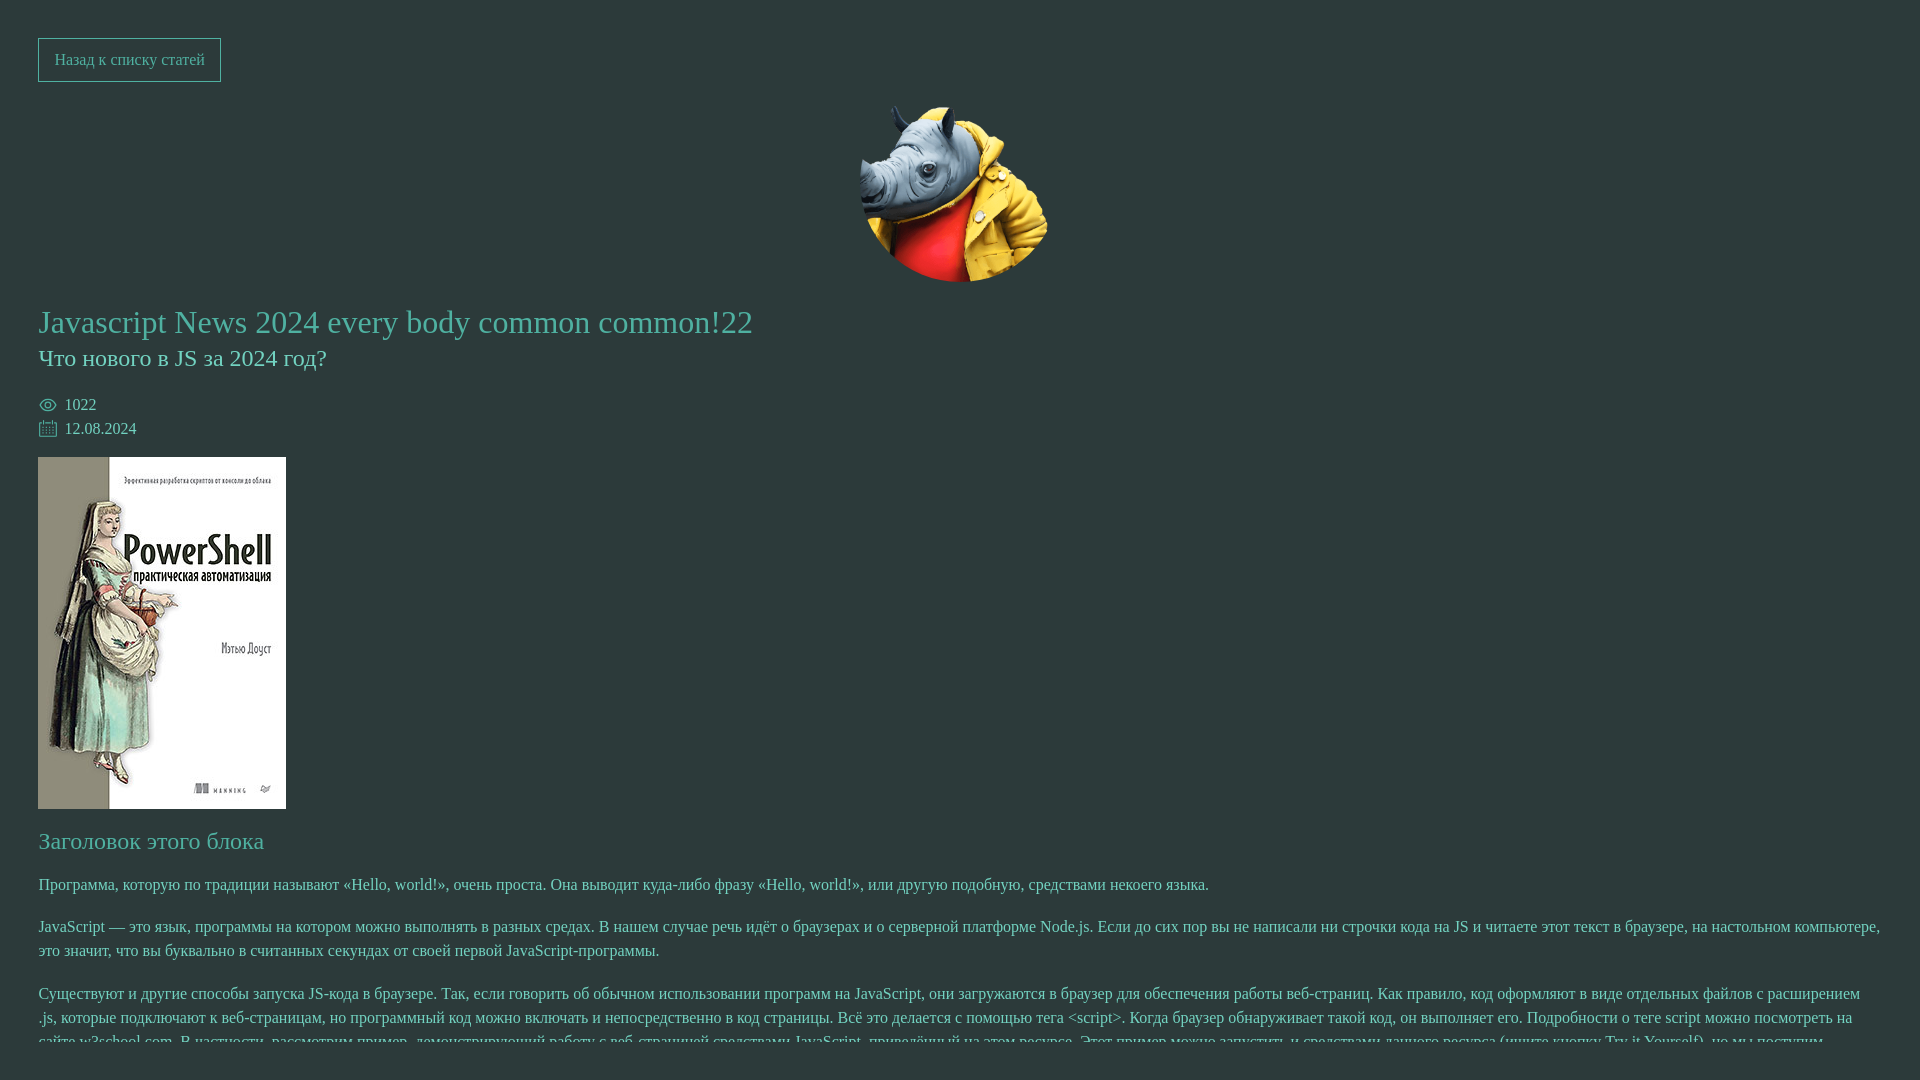 Назад к списку статей
Javascript News 2024 every body common common!22
Что нового в JS за 2024 год?
1022
12.08.2024
Эффективная разработка скриптов от консоли до облака
PowerShell
практическая автоматизация
Мэтью Доуст
MANNING
Заголовок этого блока
Программа, которую по традиции называют «Hello, world!», очень проста. Она выводит куда-либо фразу «Hello, world!», или другую подобную, средствами некоего языка.
JavaScript — это язык, программы на котором можно выполнять в разных средах. В нашем случае речь идёт о браузерах и о серверной платформе Node.js. Если до сих пор вы не написали ни строчки кода на JS и читаете этот текст в браузере, на настольном компьютере,
это значит, что вы буквально в считанных секундах от своей первой JavaScript-программы.
Существуют и другие способы запуска JS-кода в браузере. Так, если говорить об обычном использовании программ на JavaScript, они загружаются в браузер для обеспечения работы веб-страниц. Как правило, код оформляют в виде отдельных файлов с расширением
.js, которые подключают к веб-страницам, но программный код можно включать и непосредственно в код страницы. Всё это делается с помощью тега <script>. Когда браузер обнаруживает такой код, он выполняет его. Подробности о теге script можно посмотреть на
сайте w3school.com. В частности, рассмотрим пример, демонстрирующий работу с веб-страницей средствами JavaScript, приведённый на этом ресурсе. Этот пример можно запустить и средствами данного ресурса (ищите кнопку Try it Yourself), но мы поступим